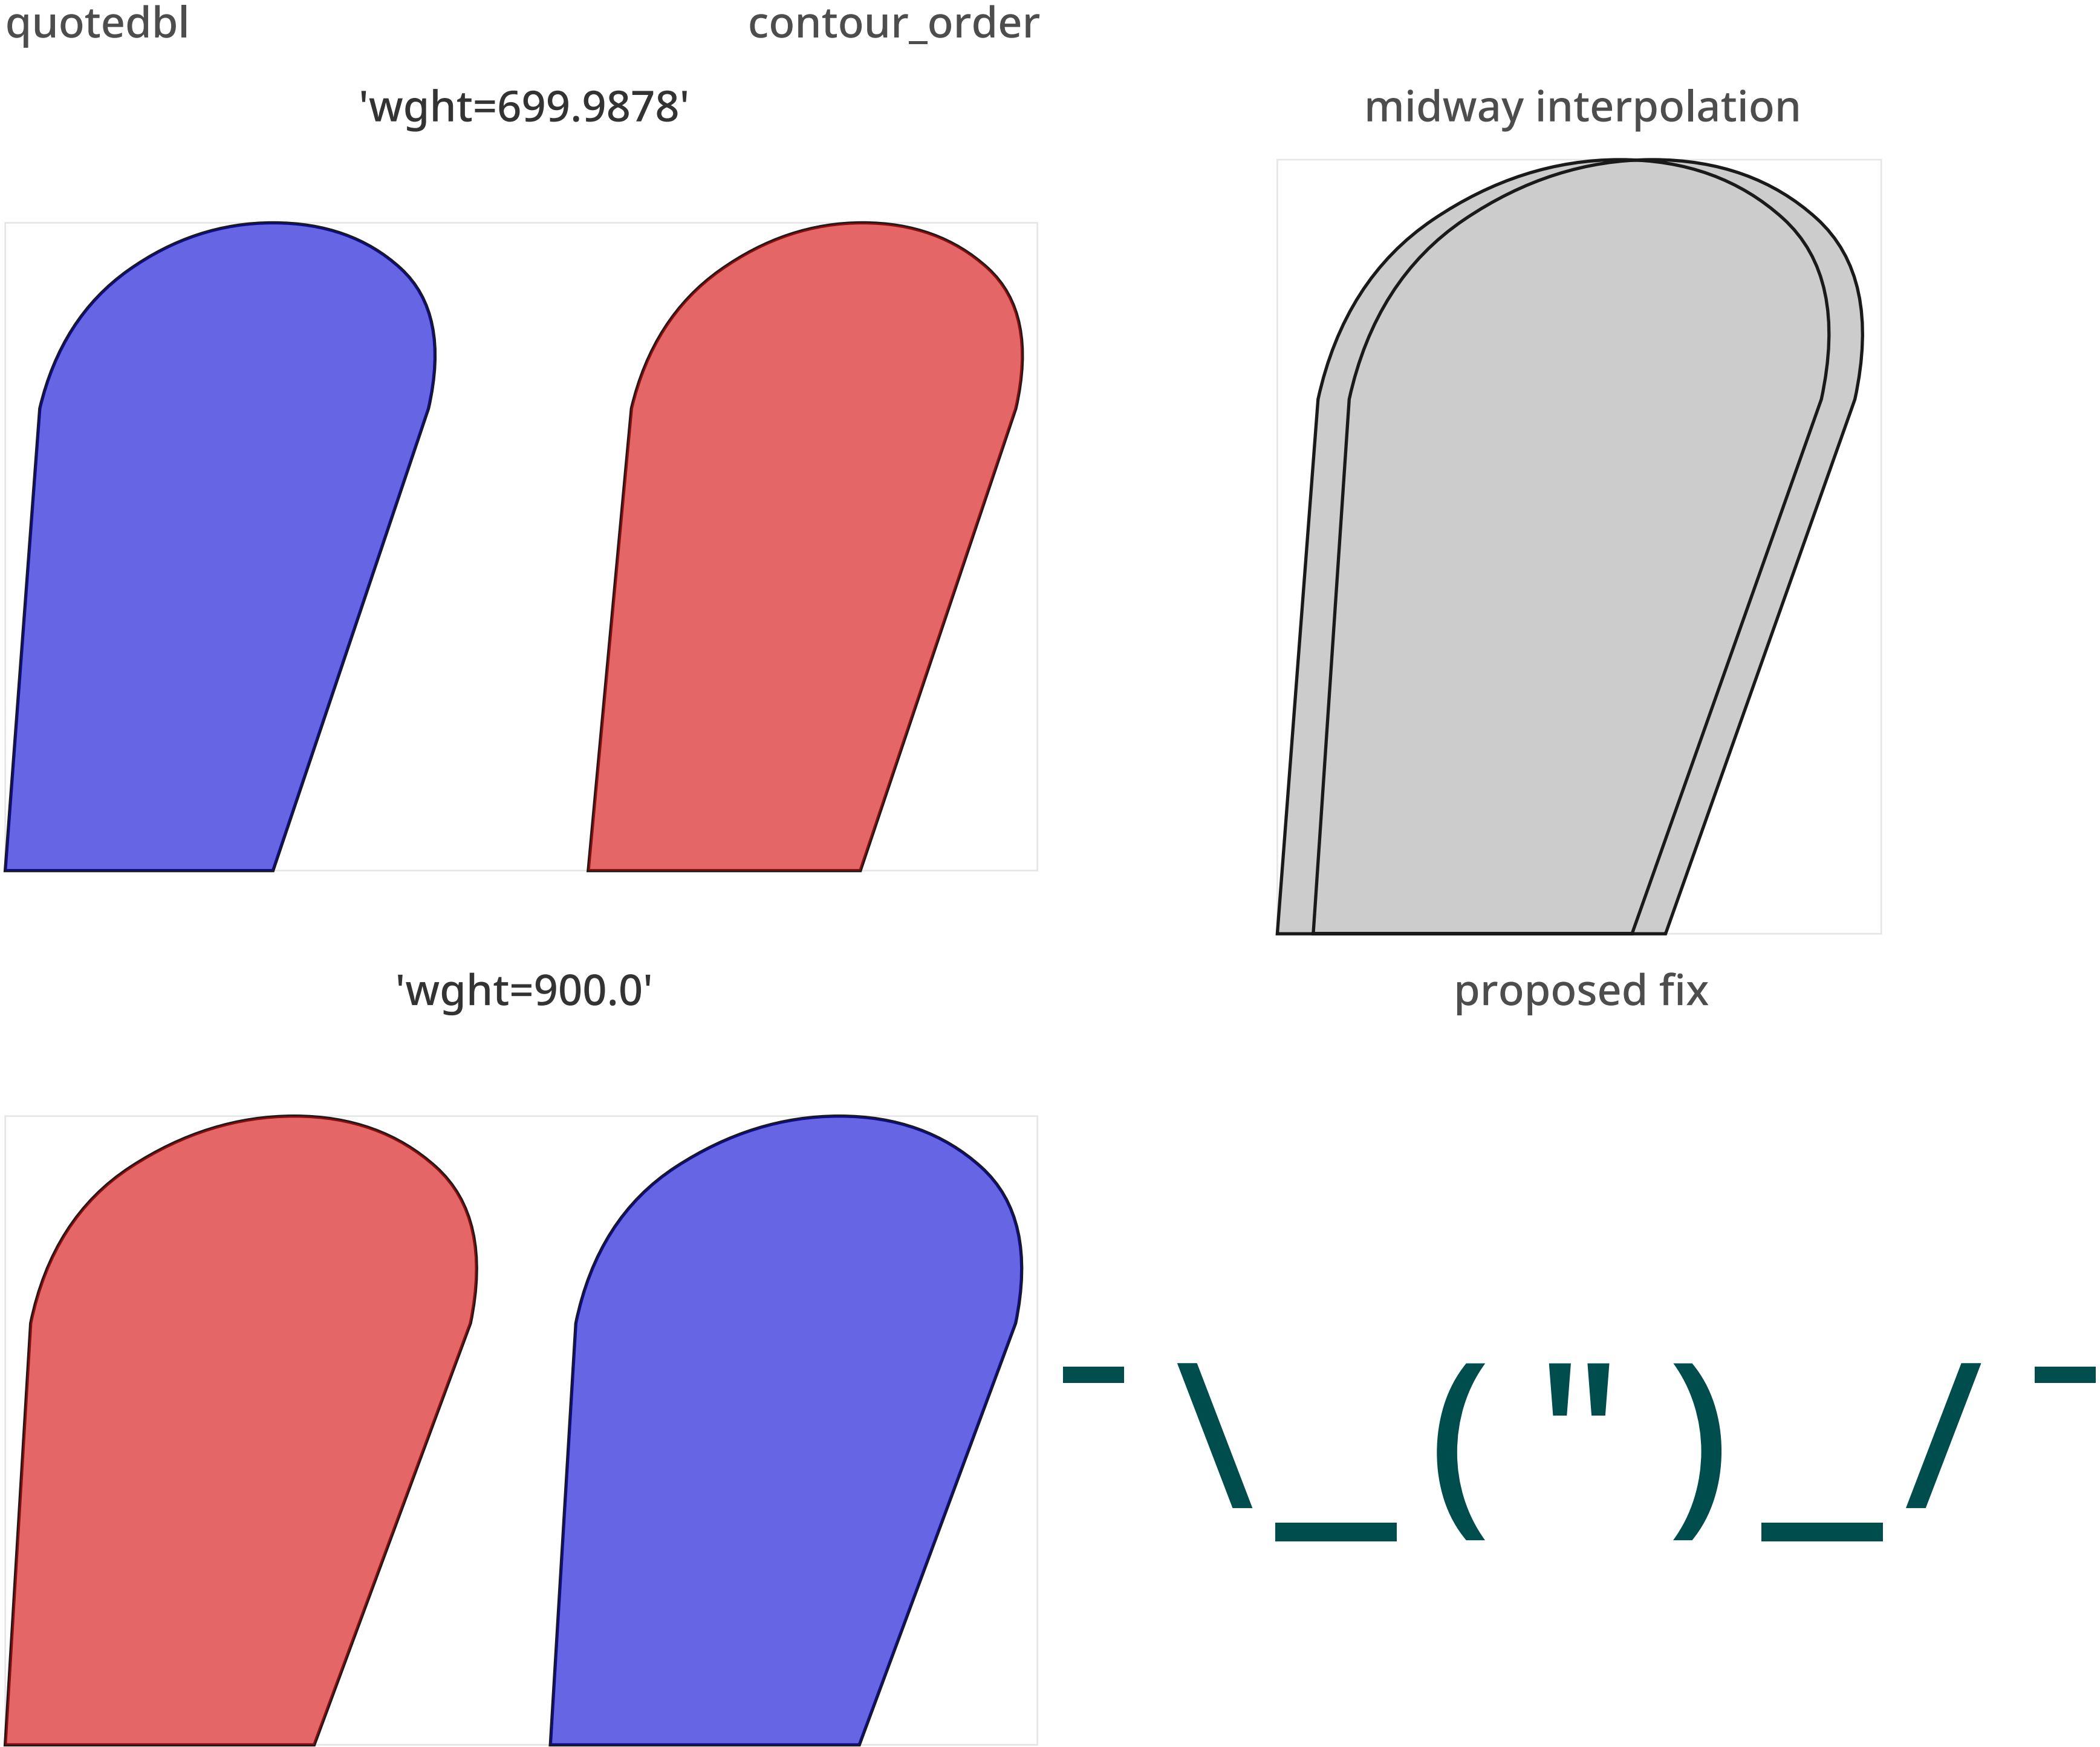 quotedbl
contour_order
'wght=699.9878'
midway interpolation
'wght=900.0'
proposed fix
¯\_(")_/¯